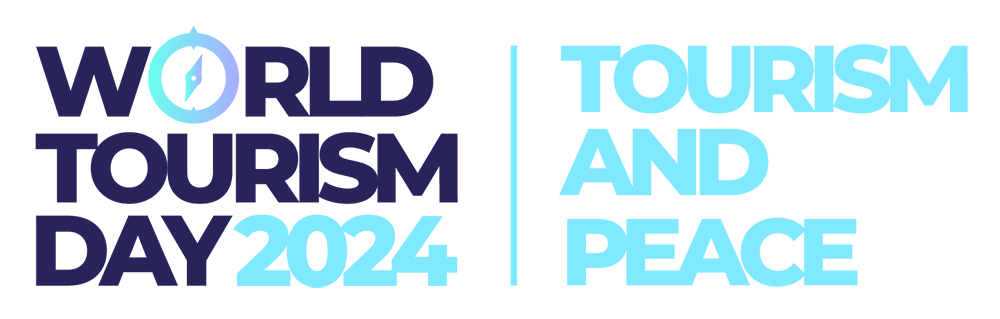 WORLD
TOURISM
DAY 2024
TOURISM
AND
PEACE